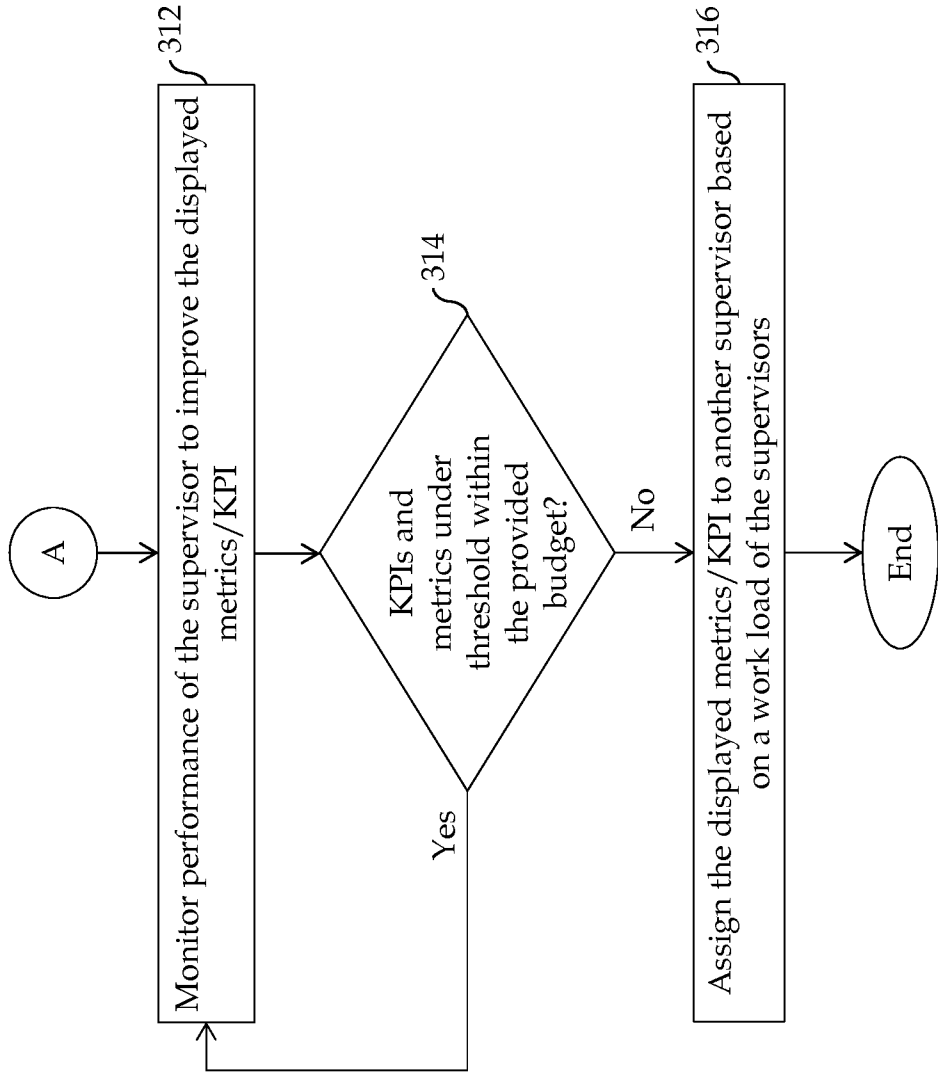 A
312
Monitor performance of the supervisor to improve the displayed
metrics/KPI
314
KPIs and
metrics under
threshold within
the provided
budget?
Yes
No
316
Assign the displayed metrics/KPI to another supervisor based
on a work load of the supervisors
End